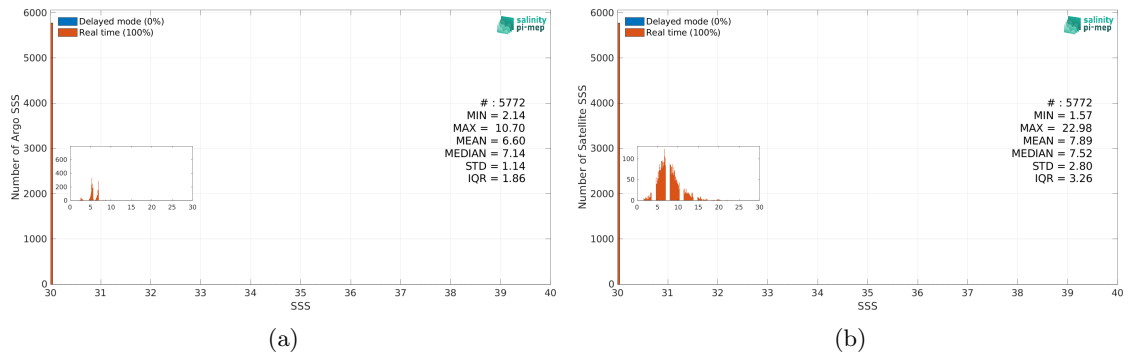 Delayed mode (0%)
Real time (100%)
salinity
pi-mep
6000
5000
4000
3000
2000
1000
0
Number of Argo SSS
# : 5772
MIN = 2.14
MAX = 10.70
MEAN = 6.60
MEDIAN = 7.14
STD = 1.14
IQR = 1.86
600
400
200
0
0 5 10 15 20 25 30
30 31 32 33 34 35 36 37 38 39 40
SSS
(a)
Delayed mode (0%)
Real time (100%)
salinity
pi-mep
6000
5000
4000
3000
2000
1000
0
Number of Satellite SSS
# : 5772
MIN = 1.57
MAX = 22.98
MEAN = 7.89
MEDIAN = 7.52
STD = 2.80
IQR = 3.26
100
50
0
0 5 10 15 20 25 30
30 31 32 33 34 35 36 37 38 39 40
SSS
(b)